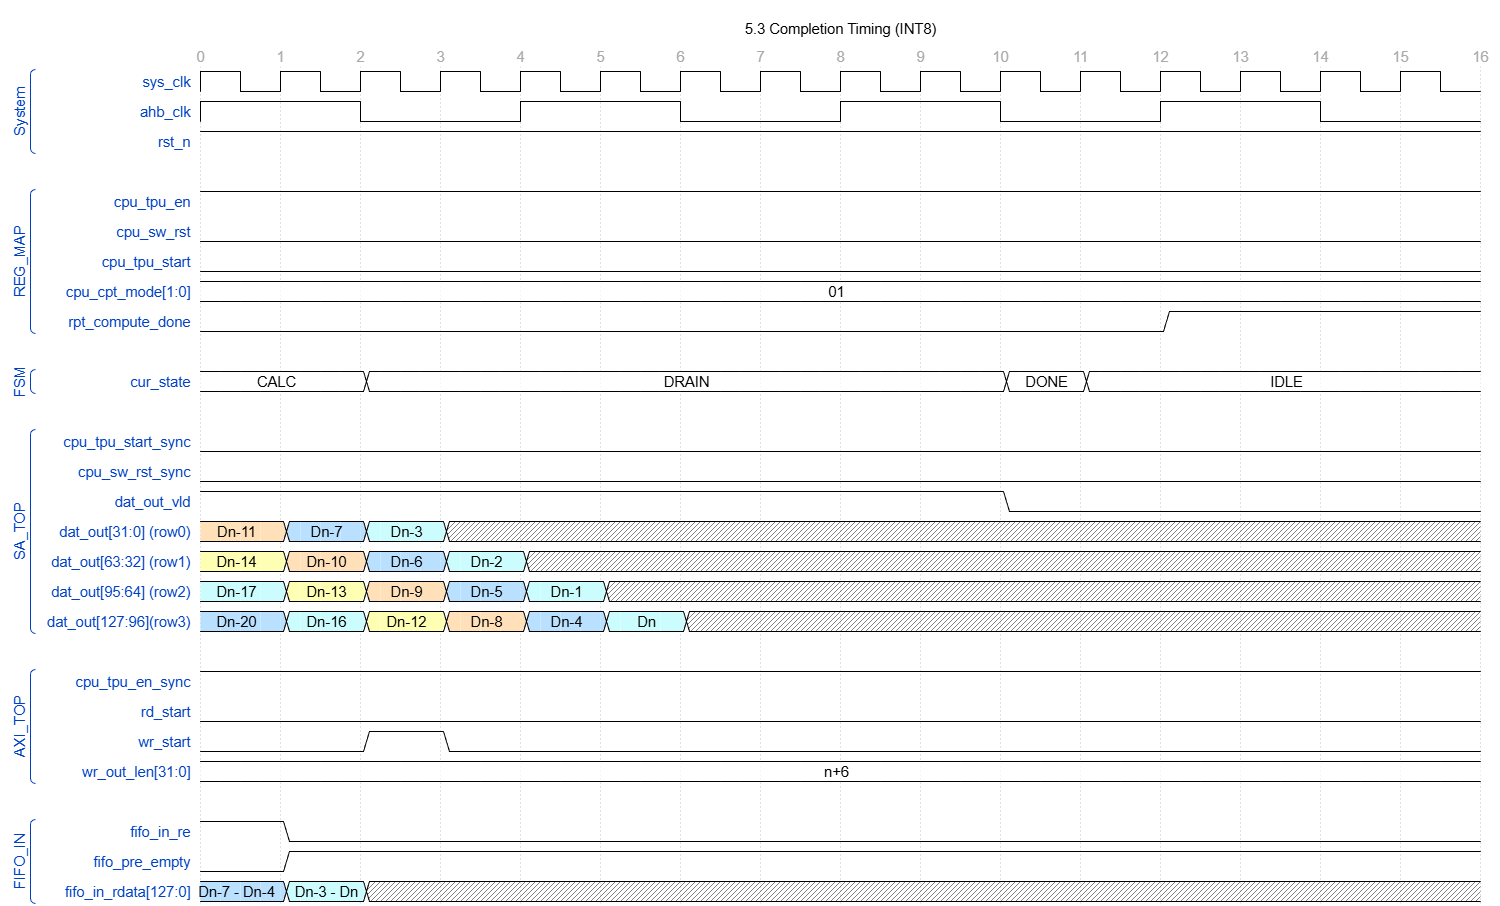 5.3 Completion Timing (INT8)
0 1 2 3 4 5 6 7 8 9 10 11 12 13 14 15 16
System
sys_clk
ahb_clk
rst_n
REG_MAP
cpu_tpu_en
cpu_sw_rst
cpu_tpu_start
cpu_cpt_mode[1:0] 01
rpt_compute_done
FSM
cur_state CALC DRAIN DONE IDLE
SA_TOP
cpu_tpu_start_sync
cpu_sw_rst_sync
dat_out_vld
dat_out[31:0] (row0) Dn-11 Dn-7 Dn-3
dat_out[63:32] (row1) Dn-14 Dn-10 Dn-6 Dn-2
dat_out[95:64] (row2) Dn-17 Dn-13 Dn-9 Dn-5 Dn-1
dat_out[127:96](row3) Dn-20 Dn-16 Dn-12 Dn-8 Dn-4 Dn
AXI_TOP
cpu_tpu_en_sync
rd_start
wr_start
wr_out_len[31:0] n+6
FIFO_IN
fifo_in_re
fifo_pre_empty
fifo_in_rdata[127:0] Dn-7 - Dn-4 Dn-3 - Dn